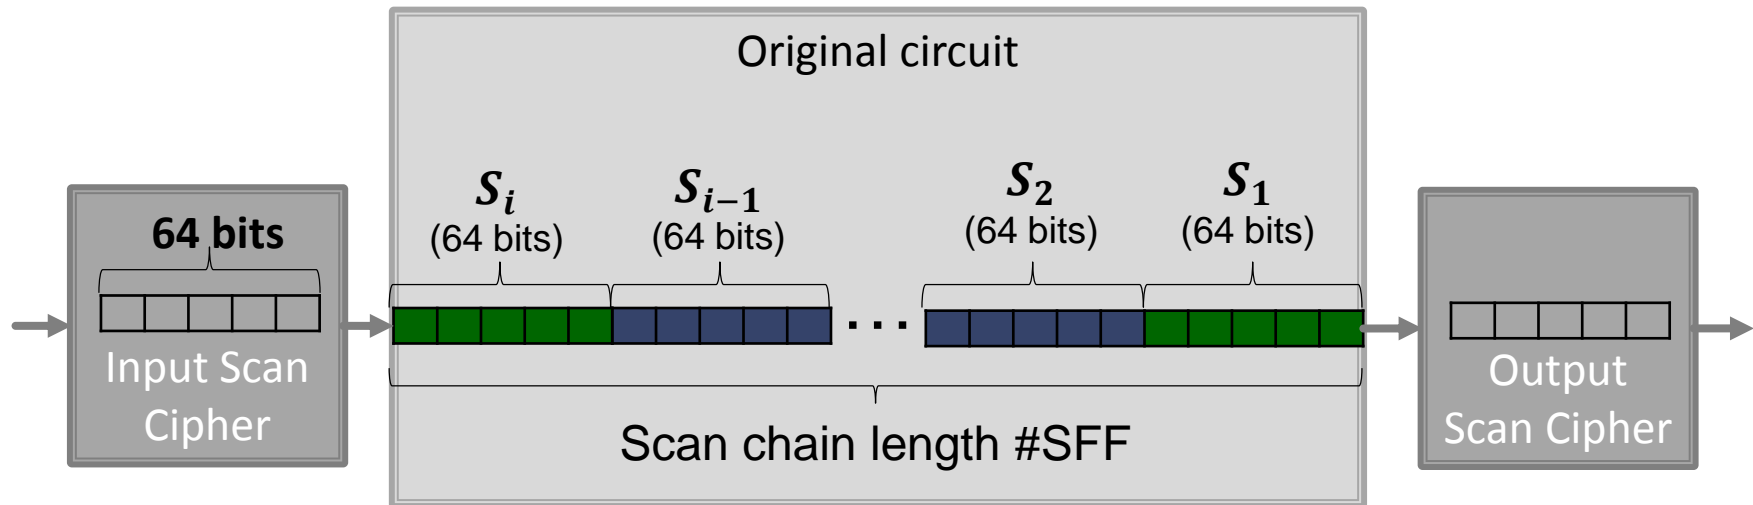 Original circuit
64 bits
Input Scan
Cipher
S_i
(64 bits)
S_{i-1}
(64 bits)
...
S_2
(64 bits)
S_1
(64 bits)
Scan chain length #SFF
Output
Scan Cipher